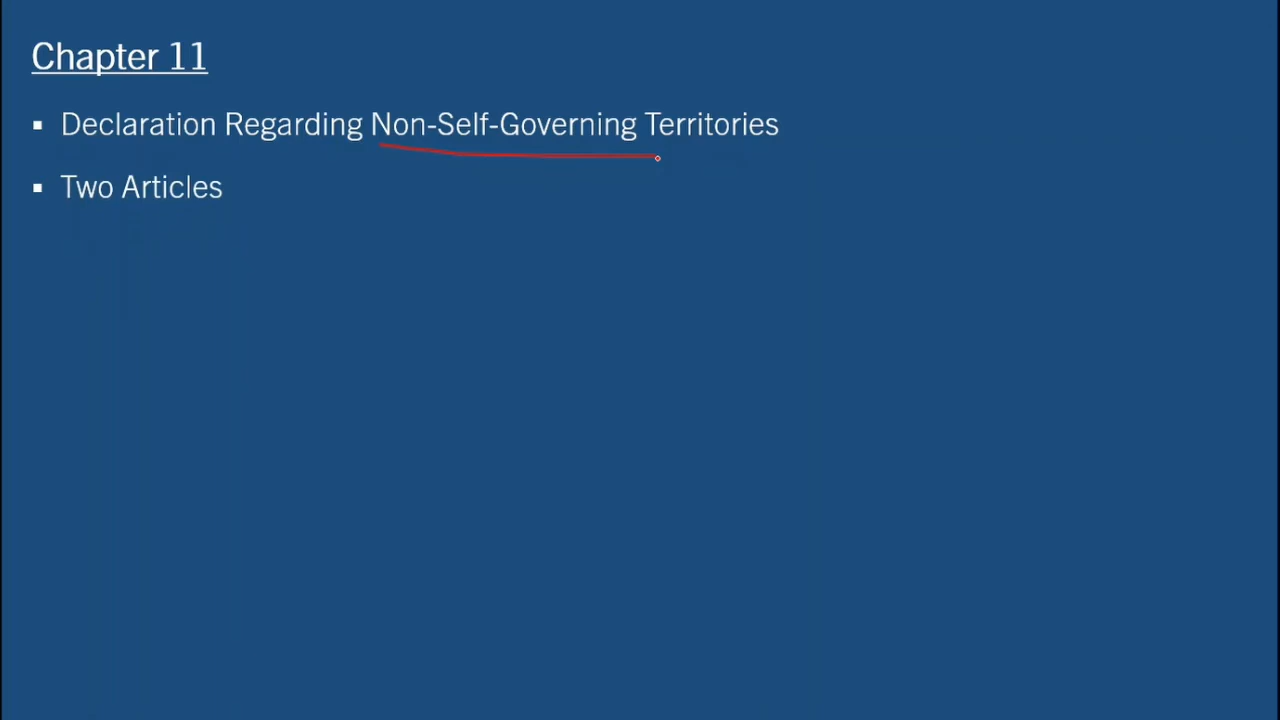 Chapter 11
▪ Declaration Regarding Non-Self-Governing Territories
▪ Two Articles